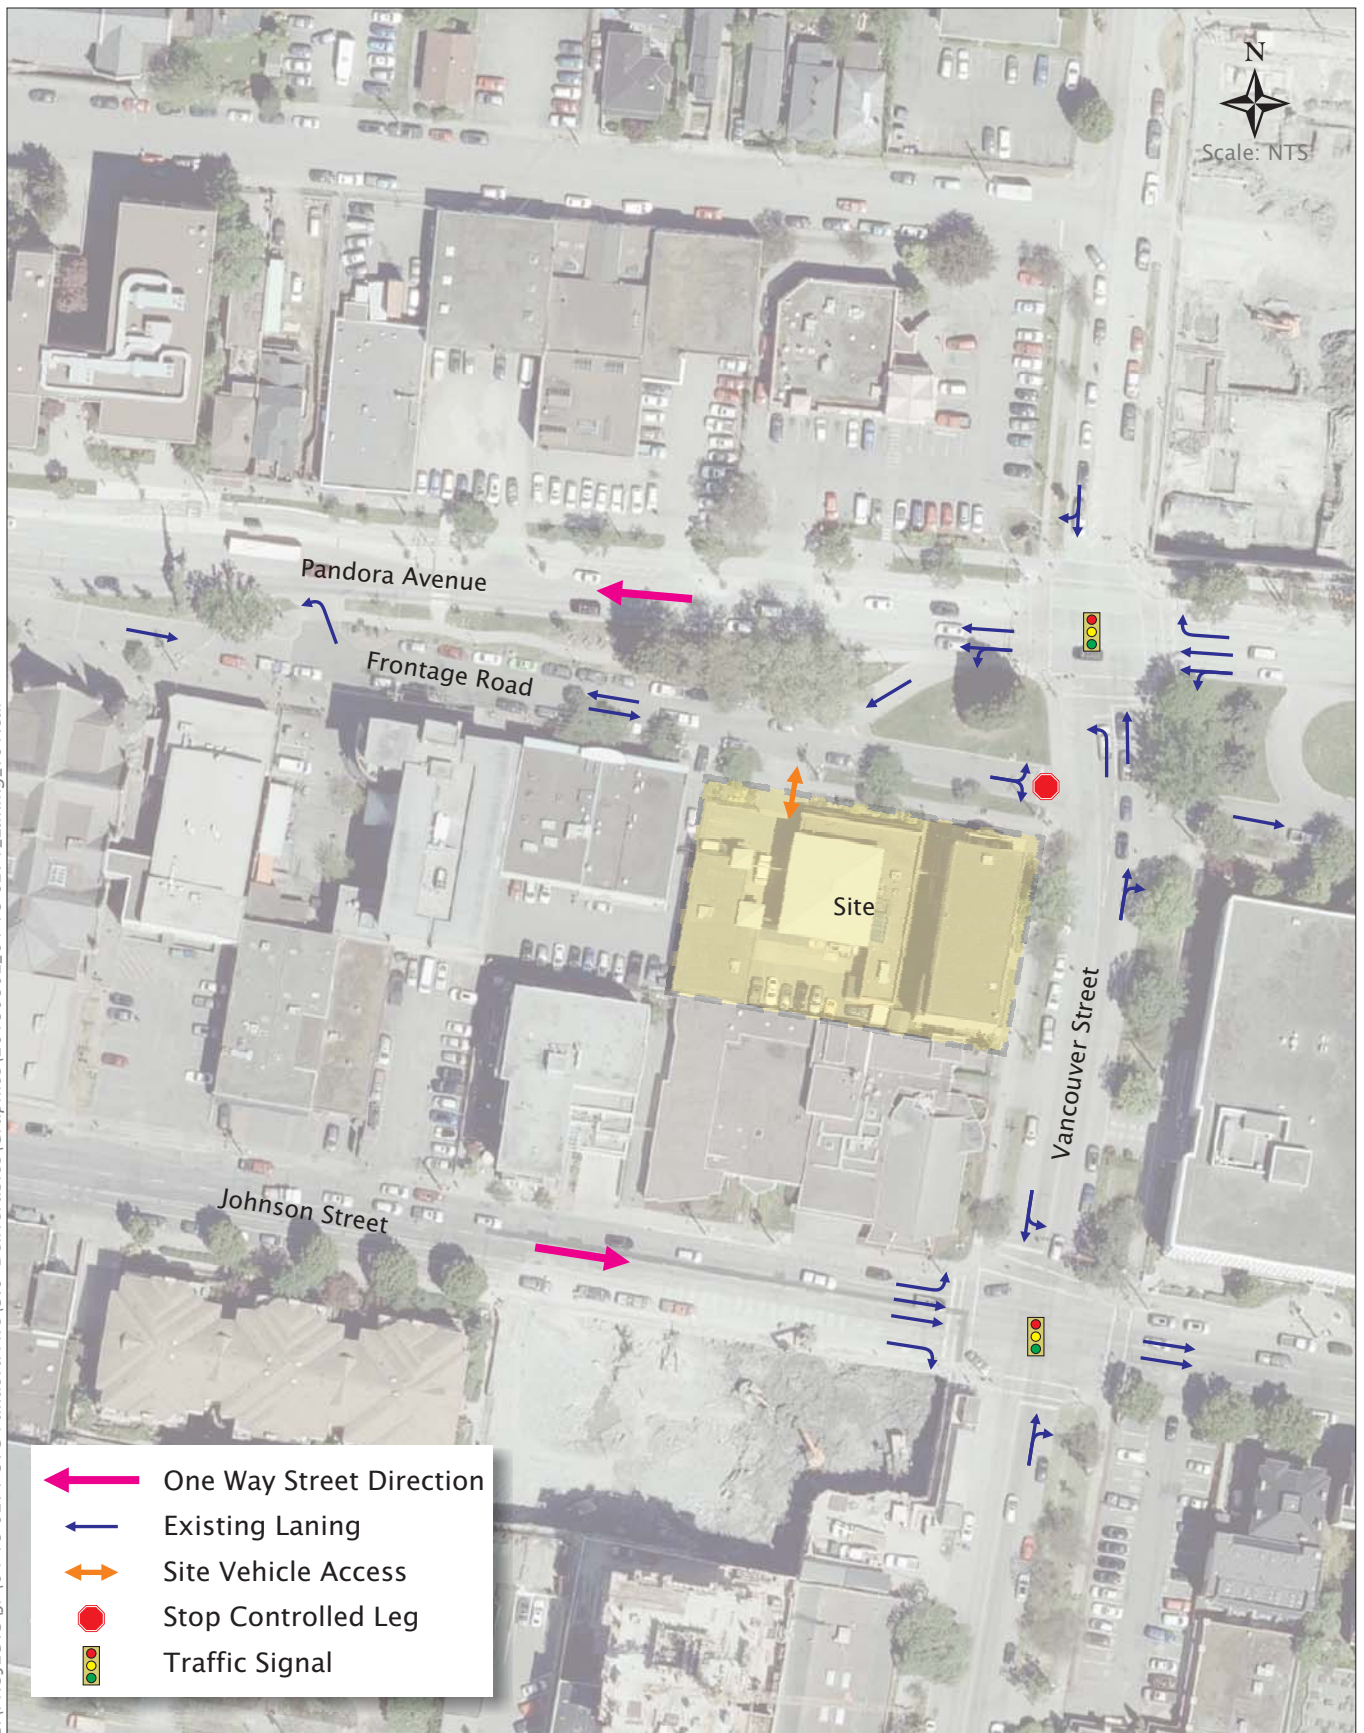 N
Scale: NTS
Pandora Avenue
Frontage Road
Site
Vancouver Street
Johnson Street
One Way Street Direction
Existing Laning
Site Vehicle Access
Stop Controlled Leg
Traffic Signal